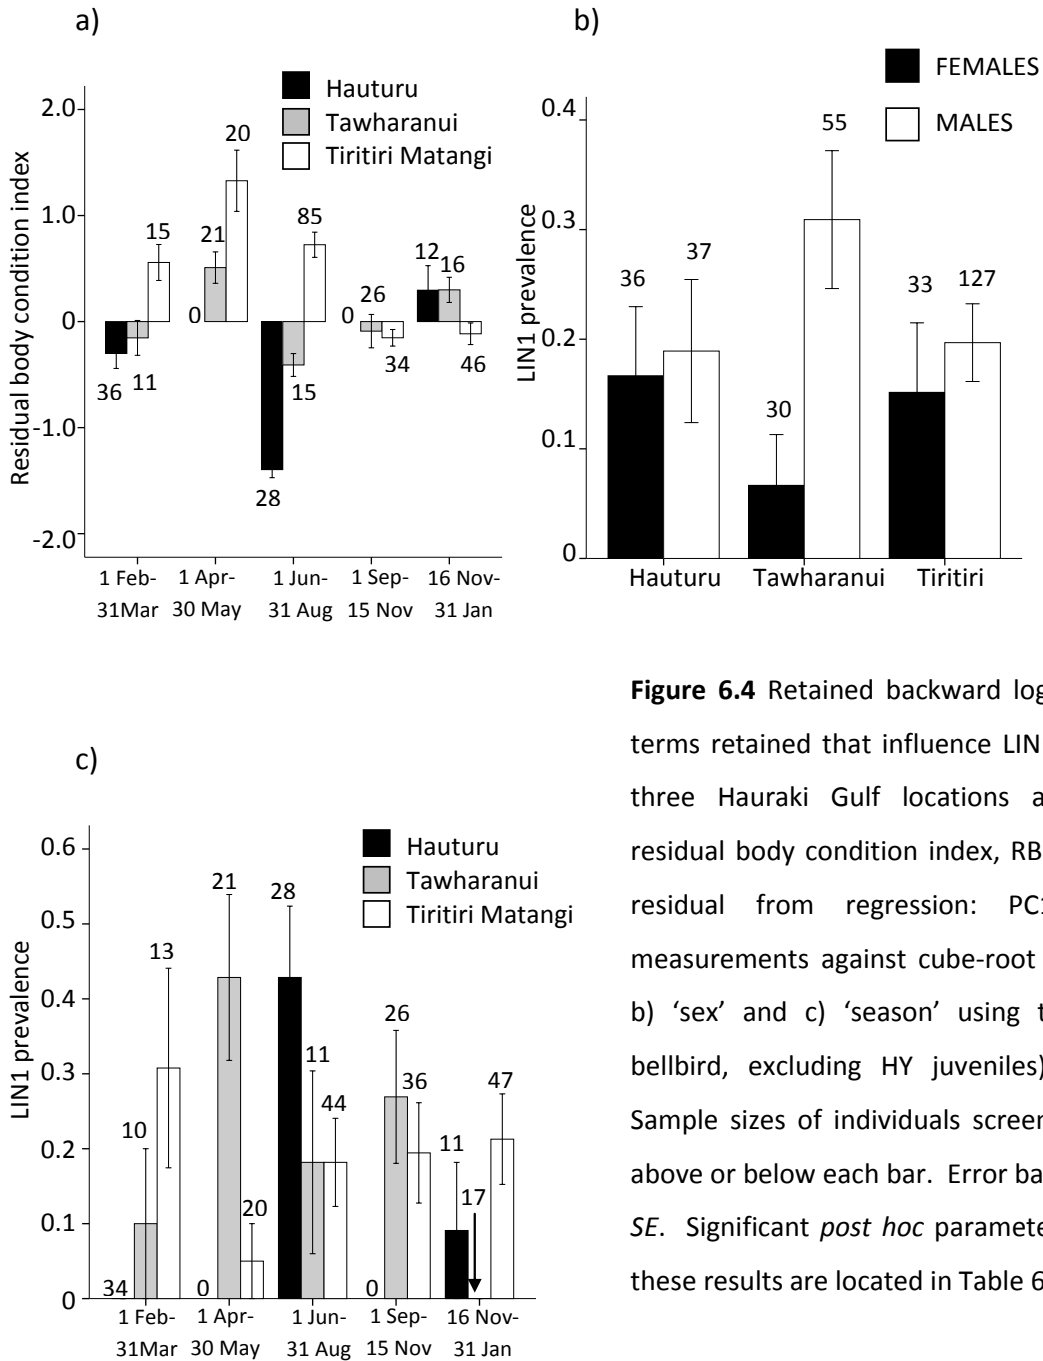 a)
Hauturu
Tawharanui
Tiritiri Matangi
Residual body condition index
2.0
1.0
0
-1.0
-2.0
36
11
15
0
21
20
28
15
85
0
26
34
12
16
46
1 Feb-
31Mar
1 Apr-
30 May
1 Jun-
31 Aug
1 Sep-
15 Nov
16 Nov-
31 Jan
b)
FEMALES
MALES
LIN1 prevalence
0.4
0.3
0.2
0.1
0
36
37
30
55
33
127
Hauturu
Tawharanui
Tiritiri
c)
Hauturu
Tawharanui
Tiritiri Matangi
LIN1 prevalence
0.6
0.5
0.4
0.3
0.2
0.1
0
34
10
13
0
21
20
28
11
44
0
26
36
11
17
47
1 Feb-
31Mar
1 Apr-
30 May
1 Jun-
31 Aug
1 Sep-
15 Nov
16 Nov-
31 Jan
Figure 6.4 Retained backward log
terms retained that influence LIN
three Hauraki Gulf locations a
residual body condition index, RB
residual from regression: PC1
measurements against cube-root
b) ‘sex’ and c) ‘season’ using t
bellbird, excluding HY juveniles)
Sample sizes of individuals screen
above or below each bar. Error ba
SE. Significant post hoc paramete
these results are located in Table 6